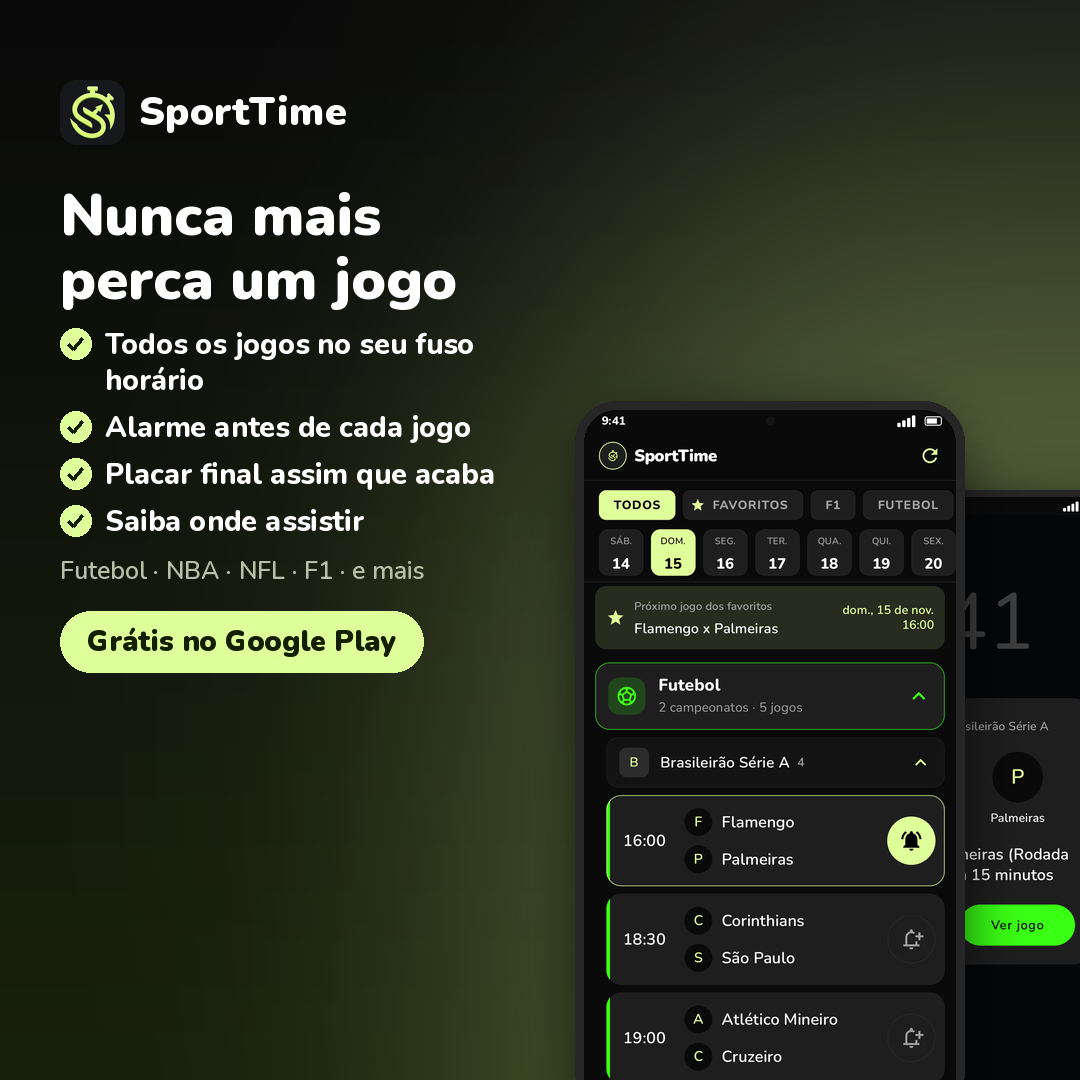 SportTime
Nunca mais
perca um jogo
Todos os jogos no seu fuso
horário
Alarme antes de cada jogo
Placar final assim que acaba
Saiba onde assistir
Futebol · NBA · NFL · F1 · e mais
Grátis no Google Play
9:41
SportTime
TODOS
FAVORITOS
F1
FUTEBOL
SÁB. DOM. SEG. TER. QUA. QUI. SEX.
14 15 16 17 18 19 20
Próximo jogo dos favoritos
Flamengo x Palmeiras
dom., 15 de nov.
16:00
Futebol
2 campeonatos · 5 jogos
B
Brasileirão Série A 4
16:00
F Flamengo
P Palmeiras
18:30
C Corinthians
S São Paulo
19:00
A Atlético Mineiro
C Cruzeiro
41
Série A
P
Palmeiras
(Rodada
15 minutos
Ver jogo